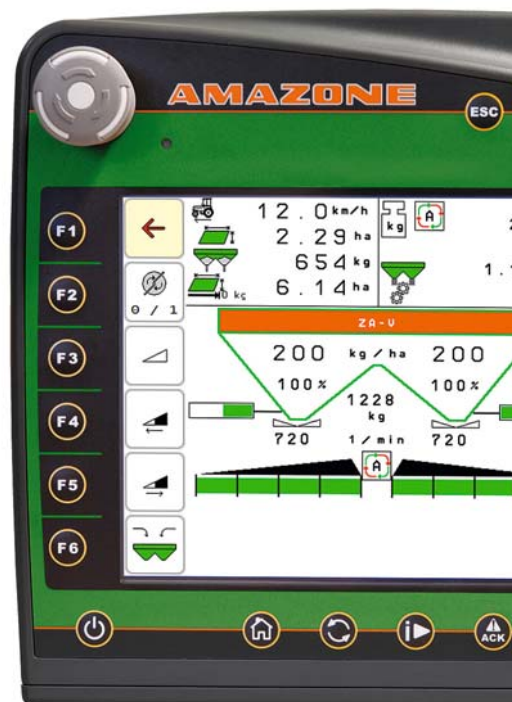 AMAZONE
ESC
F1
F2
F3
F4
F5
F6
0 / 1
12.0 km/h
2.29 ha
654 kg
6.14 ha
kg
A
ZA-V
200 kg/ha 200
100% 100%
1228
kg
720 1/min 720
A
i
ACK